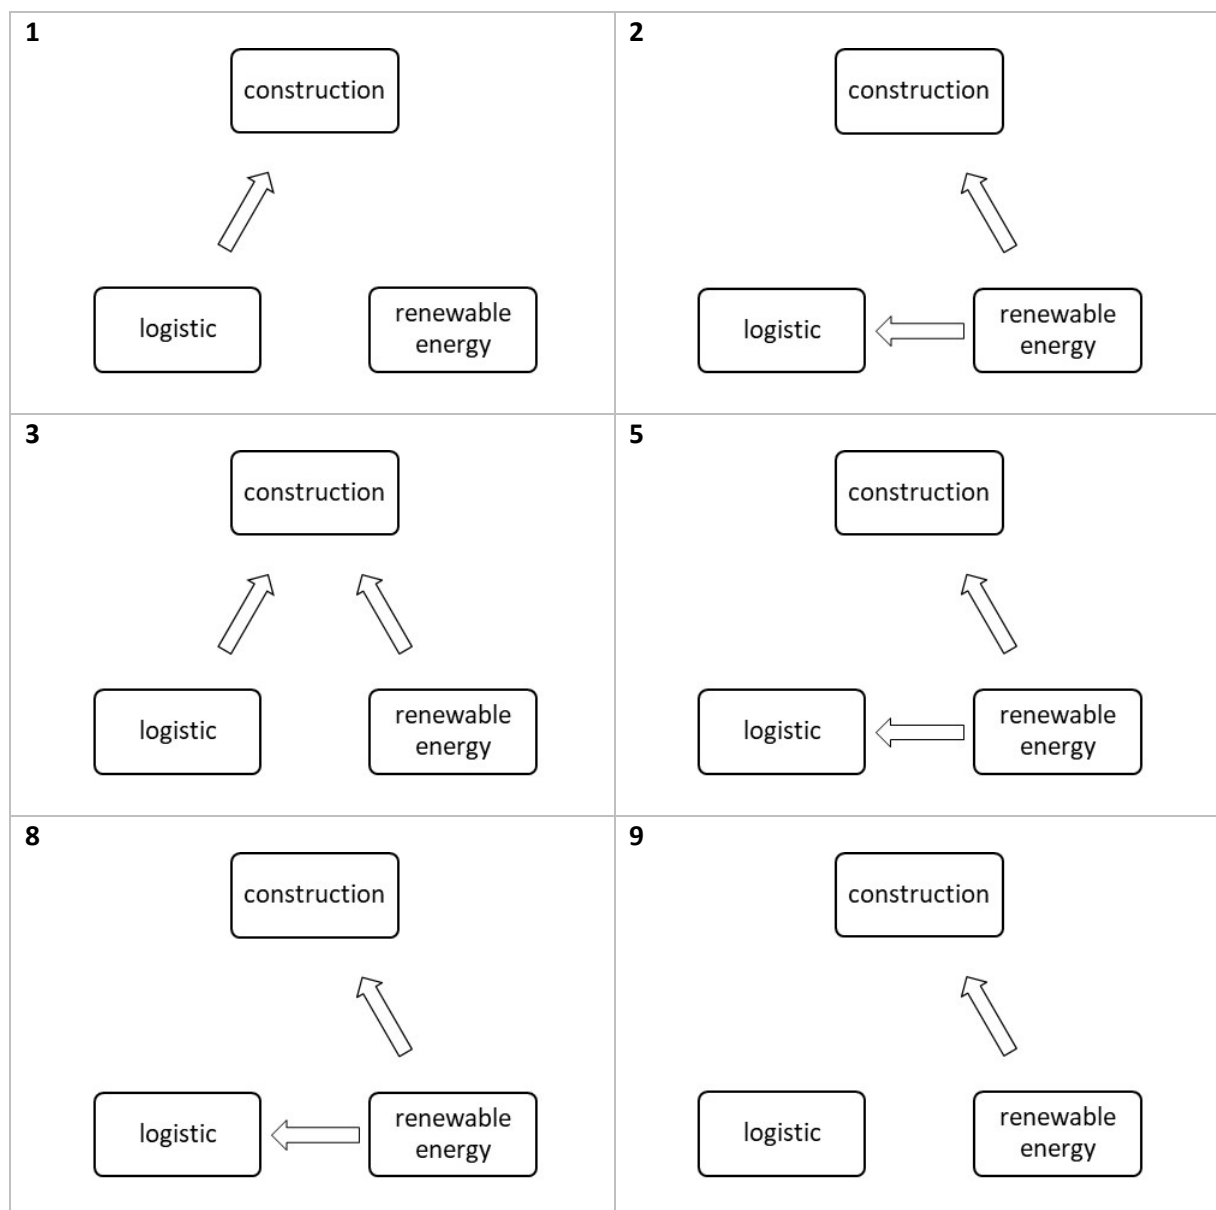 1
construction
logistic
renewable
energy
2
construction
logistic
renewable
energy
3
construction
logistic
renewable
energy
5
construction
logistic
renewable
energy
8
construction
logistic
renewable
energy
9
construction
logistic
renewable
energy